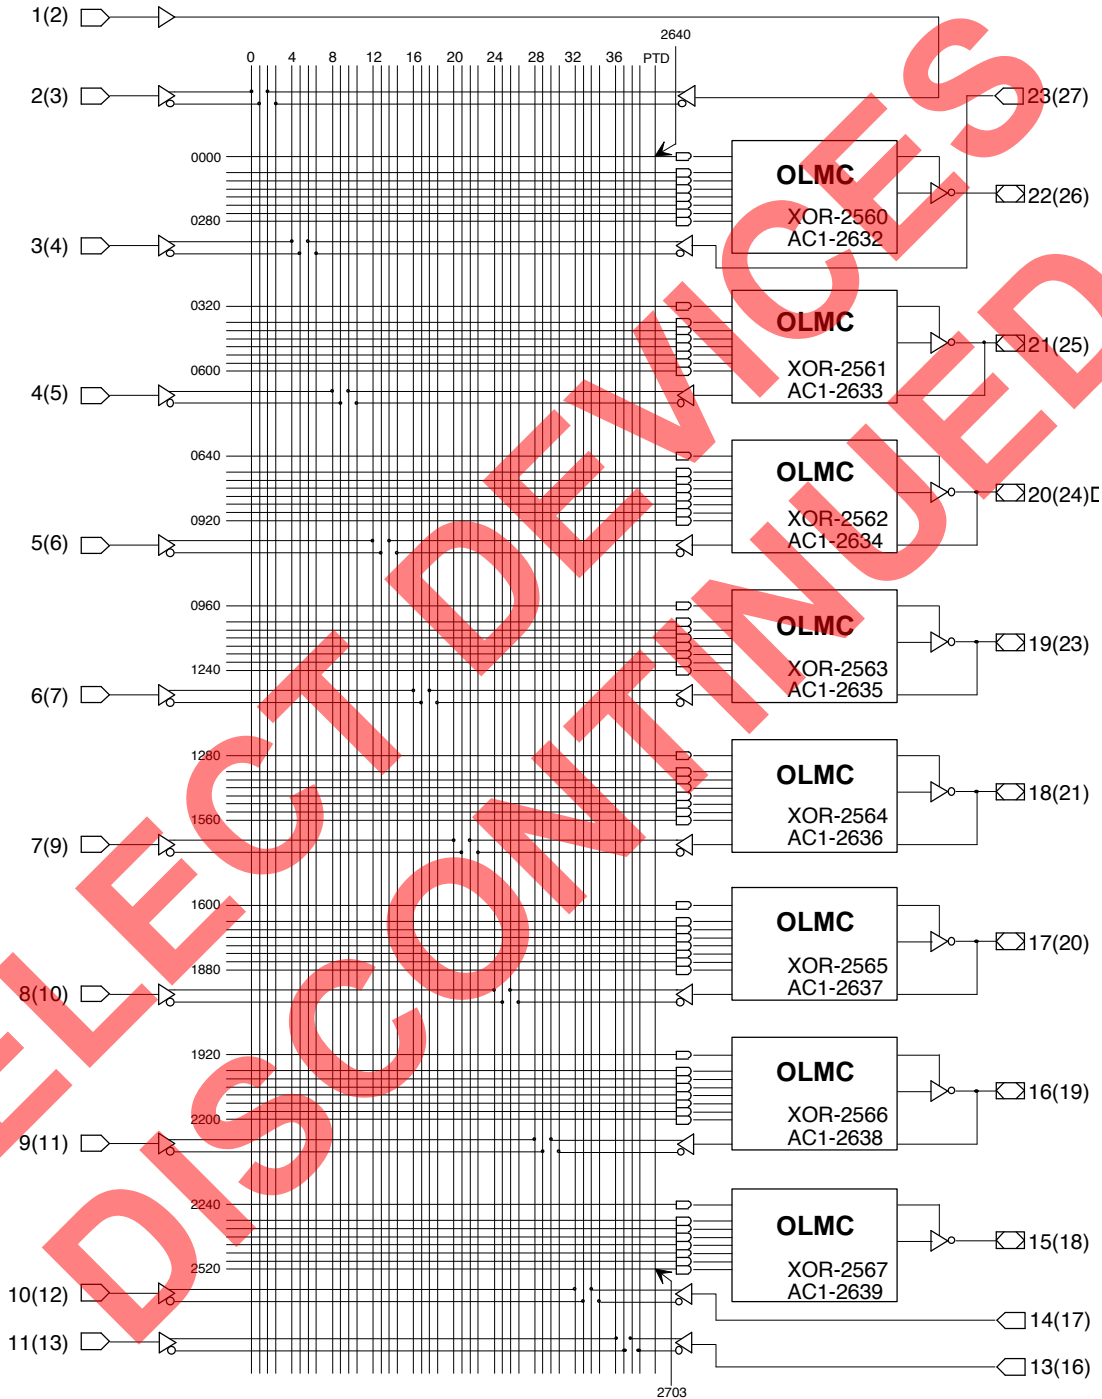 1(2)
2640
0 4 8 12 16 20 24 28 32 36 PTD
2(3)
23(27)
0000
OLMC
22(26)
XOR-2560
0280
AC1-2632
3(4)
0320
OLMC
21(25)
XOR-2561
0600
AC1-2633
4(5)
0640
OLMC
20(24)
XOR-2562
0920
AC1-2634
5(6)
0960
OLMC
19(23)
XOR-2563
1240
AC1-2635
6(7)
1280
OLMC
18(21)
XOR-2564
1560
AC1-2636
7(9)
1600
OLMC
17(20)
XOR-2565
1880
AC1-2637
8(10)
1920
OLMC
16(19)
XOR-2566
2200
AC1-2638
9(11)
2240
OLMC
15(18)
XOR-2567
2520
AC1-2639
10(12)
14(17)
11(13)
13(16)
2703
ELECT DEVICES
DISCONTINUED